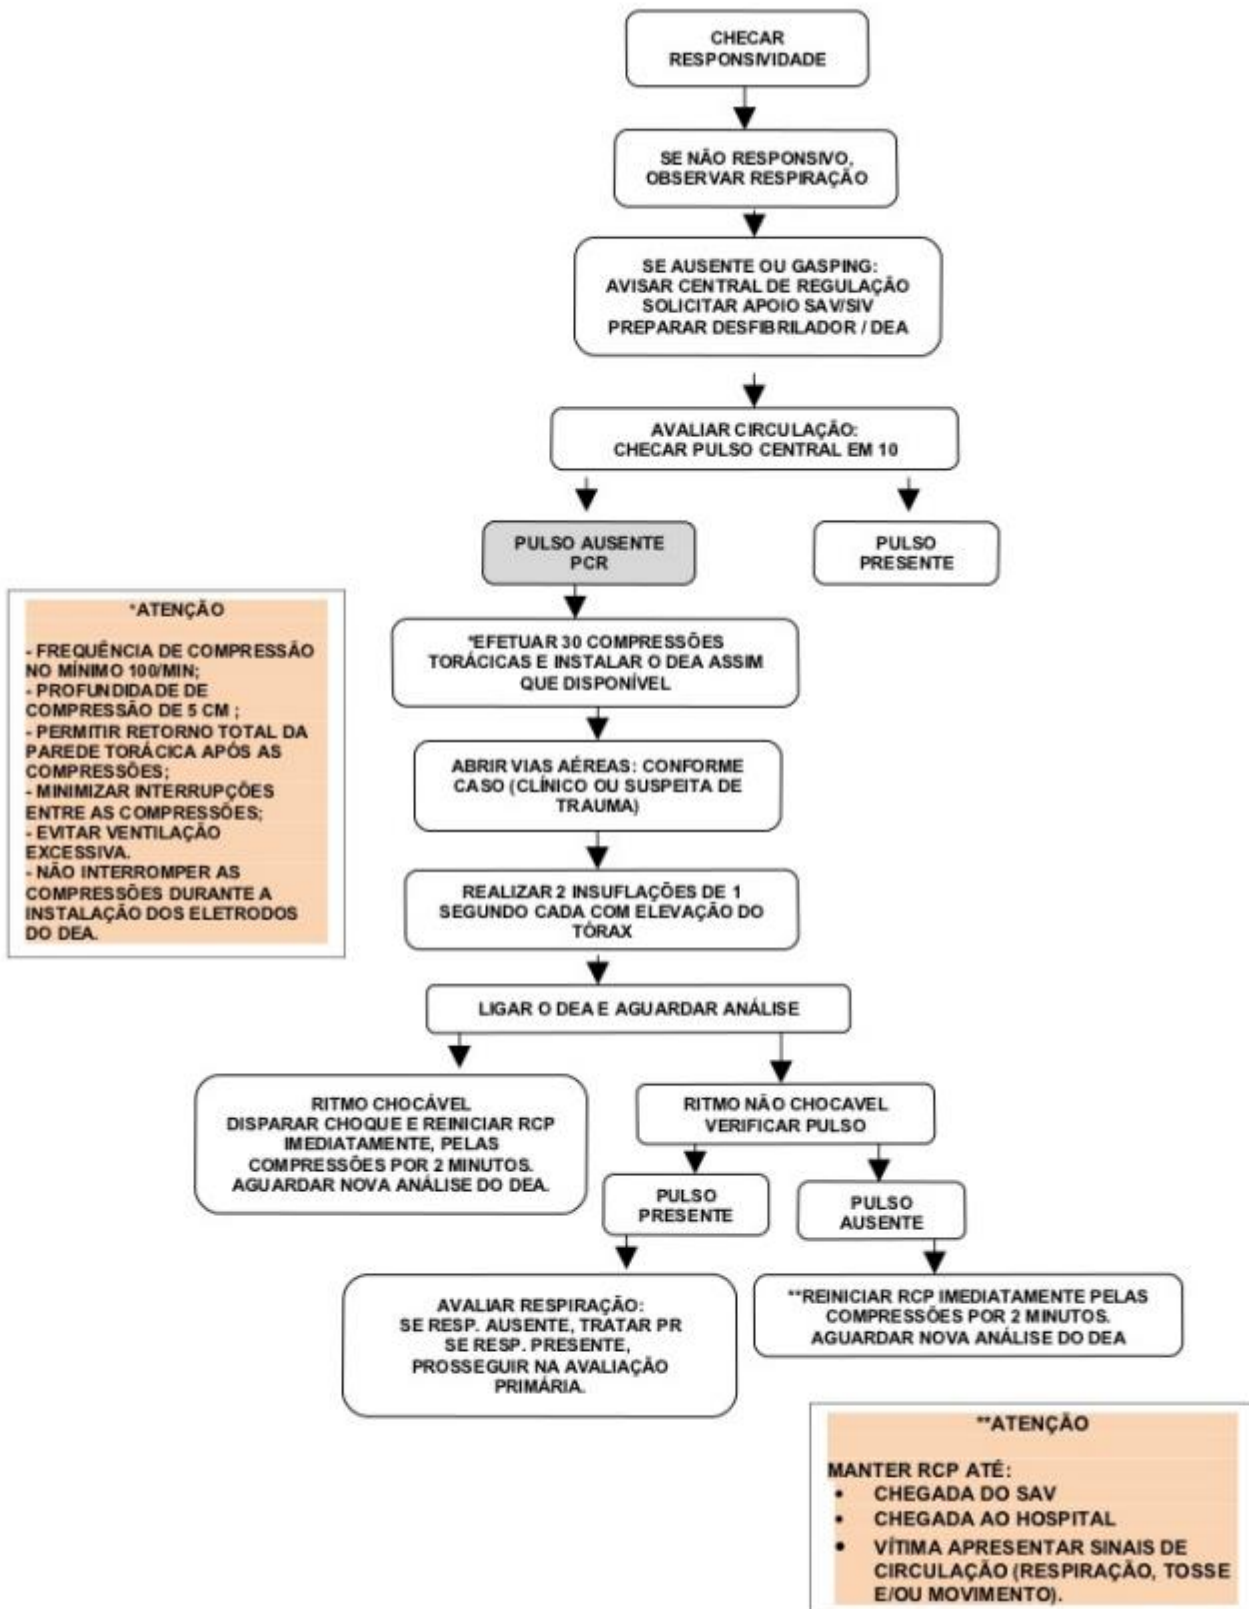 CHECAR
RESPONSIVIDADE
SE NÃO RESPONSIVO,
OBSERVAR RESPIRAÇÃO
SE AUSENTE OU GASPING:
AVISAR CENTRAL DE REGULAÇÃO
SOLICITAR APOIO SAV/SIV
PREPARAR DESFIBRILADOR / DEA
AVALIAR CIRCULAÇÃO:
CHECAR PULSO CENTRAL EM 10
PULSO AUSENTE
PCR
PULSO
PRESENTE
*ATENÇÃO
- FREQUÊNCIA DE COMPRESSÃO
NO MÍNIMO 100/MIN;
- PROFUNDIDADE DE
COMPRESSÃO DE 5 CM ;
- PERMITIR RETORNO TOTAL DA
PAREDE TORÁCICA APÓS AS
COMPRESSÕES;
- MINIMIZAR INTERRUPÇÕES
ENTRE AS COMPRESSÕES;
- EVITAR VENTILAÇÃO
EXCESSIVA.
- NÃO INTERROMPER AS
COMPRESSÕES DURANTE A
INSTALAÇÃO DOS ELETRODOS
DO DEA.
*EFETUAR 30 COMPRESSÕES
TORÁCICAS E INSTALAR O DEA ASSIM
QUE DISPONÍVEL
ABRIR VIAS AÉREAS: CONFORME
CASO (CLÍNICO OU SUSPEITA DE
TRAUMA)
REALIZAR 2 INSUFLAÇÕES DE 1
SEGUNDO CADA COM ELEVAÇÃO DO
TÓRAX
LIGAR O DEA E AGUARDAR ANÁLISE
RITMO CHOCÁVEL
DISPARAR CHOQUE E REINICIAR RCP
IMEDIATAMENTE, PELAS
COMPRESSÕES POR 2 MINUTOS.
AGUARDAR NOVA ANÁLISE DO DEA.
RITMO NÃO CHOCAVEL
VERIFICAR PULSO
PULSO
PRESENTE
PULSO
AUSENTE
AVALIAR RESPIRAÇÃO:
SE RESP. AUSENTE, TRATAR PR
SE RESP. PRESENTE,
PROSSEGUIR NA AVALIAÇÃO
PRIMÁRIA.
**REINICIAR RCP IMEDIATAMENTE PELAS
COMPRESSÕES POR 2 MINUTOS.
AGUARDAR NOVA ANÁLISE DO DEA
**ATENÇÃO
MANTER RCP ATÉ:
• CHEGADA DO SAV
• CHEGADA AO HOSPITAL
• VÍTIMA APRESENTAR SINAIS DE
CIRCULAÇÃO (RESPIRAÇÃO, TOSSE
E/OU MOVIMENTO).